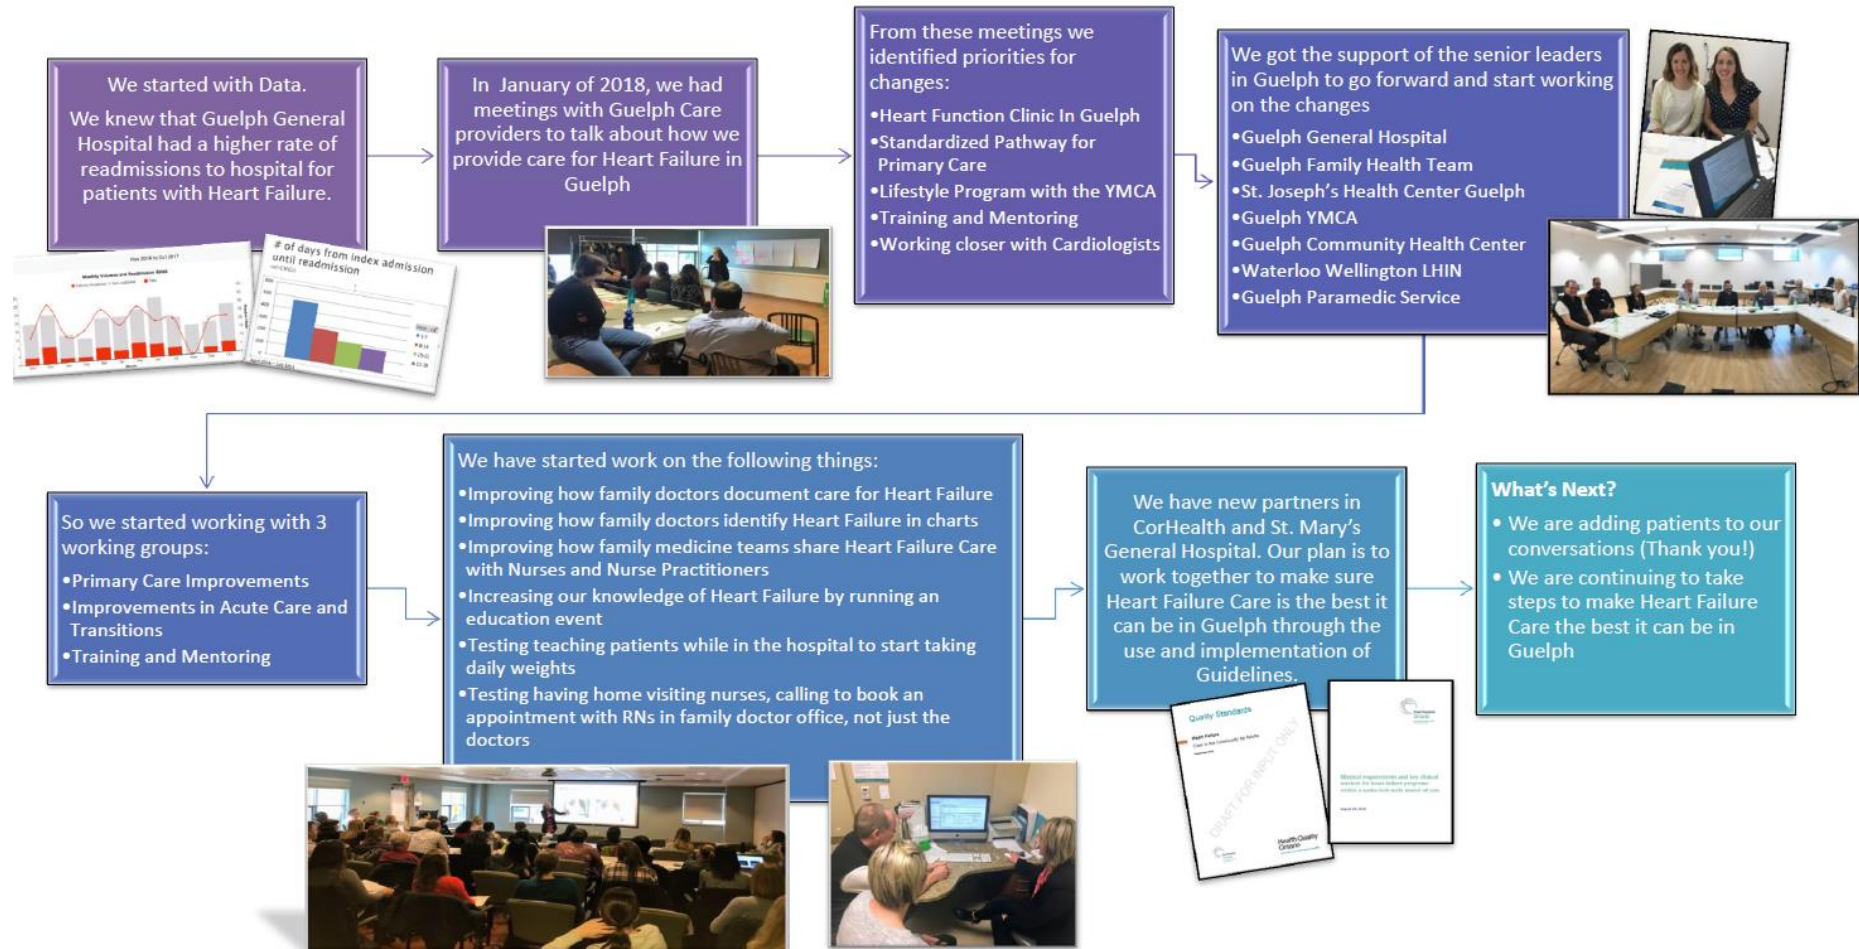 We started with Data.
We knew that Guelph General
Hospital had a higher rate of
readmissions to hospital for
patients with Heart Failure.
# of days from index admission
until readmission
In  January of 2018, we had
meetings with Guelph Care
providers to talk about how we
provide care for Heart Failure in
Guelph
From these meetings we
identified priorities for
changes:
•Heart Function Clinic In Guelph
•Standardized Pathway for
Primary Care
•Lifestyle Program with the YMCA
•Training and Mentoring
•Working closer with Cardiologists
We got the support of the senior leaders
in Guelph to go forward and start working
on the changes
•Guelph General Hospital
•Guelph Family Health Team
•St. Joseph's Health Center Guelph
•Guelph YMCA
•Guelph Community Health Center
•Waterloo Wellington LHIN
•Guelph Paramedic Service
So we started working with 3
working groups:
•Primary Care Improvements
•Improvements in Acute Care and
Transitions
•Training and Mentoring
We have started work on the following things:
•Improving how family doctors document care for Heart Failure
•Improving how family doctors identify Heart Failure in charts
•Improving how family medicine teams share Heart Failure Care
with Nurses and Nurse Practitioners
•Increasing our knowledge of Heart Failure by running an
education event
•Testing teaching patients while in the hospital to start taking
daily weights
•Testing having home visiting nurses, calling to book an
appointment with RNs in family doctor office, not just the
doctors
We have new partners in
CorHealth and St. Mary's
General Hospital. Our plan is to
work together to make sure
Heart Failure Care is the best it
can be in Guelph through the
use and implementation of
Guidelines.
Quality Standards
Heart Failure
Care in the Community for Adults
DRAFT FOR INPUT ONLY
Health Quality
Ontario
What's Next?
• We are adding patients to our
conversations (Thank you!)
• We are continuing to take
steps to make Heart Failure
Care the best it can be in
Guelph